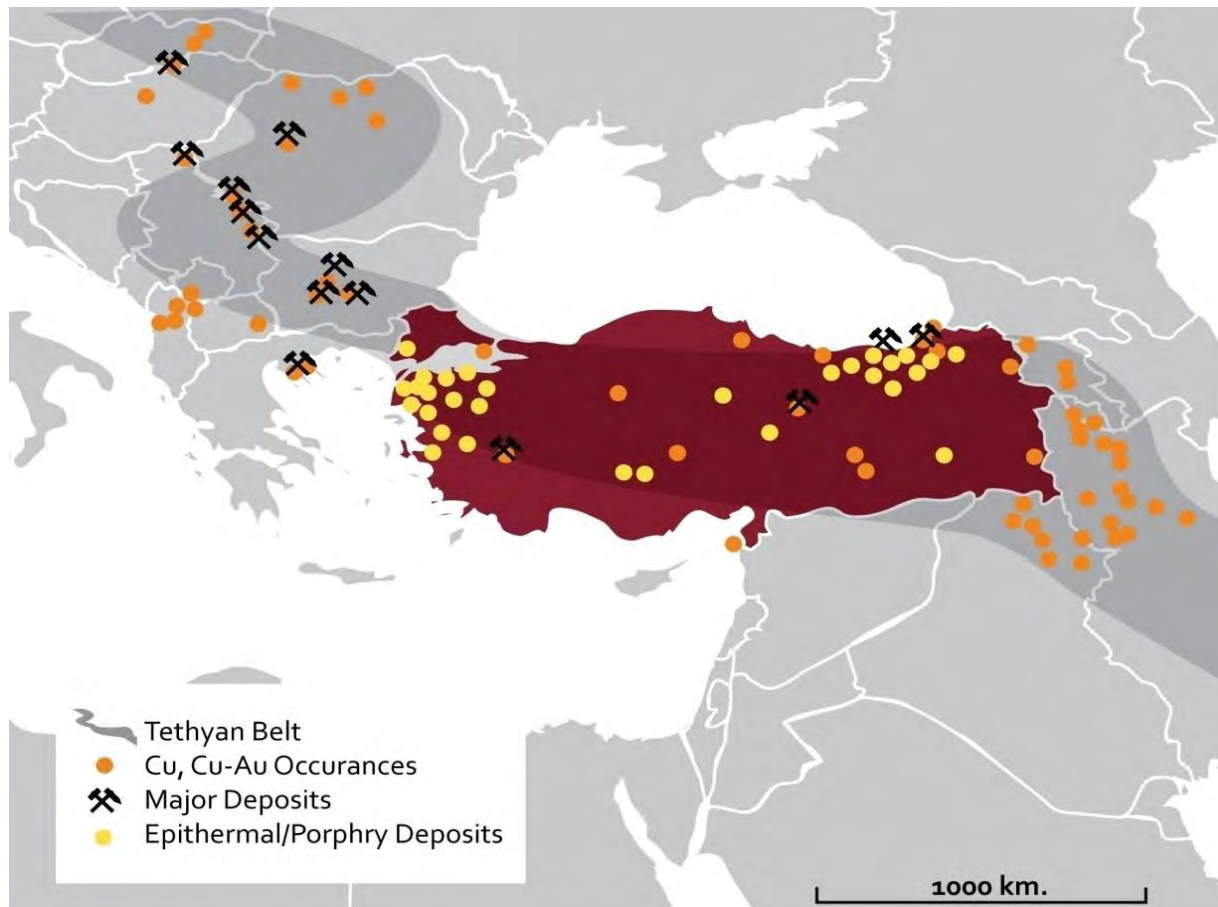 Tethyan Belt
Cu, Cu-Au Occurances
Major Deposits
Epithermal/Porphry Deposits
1000 km.